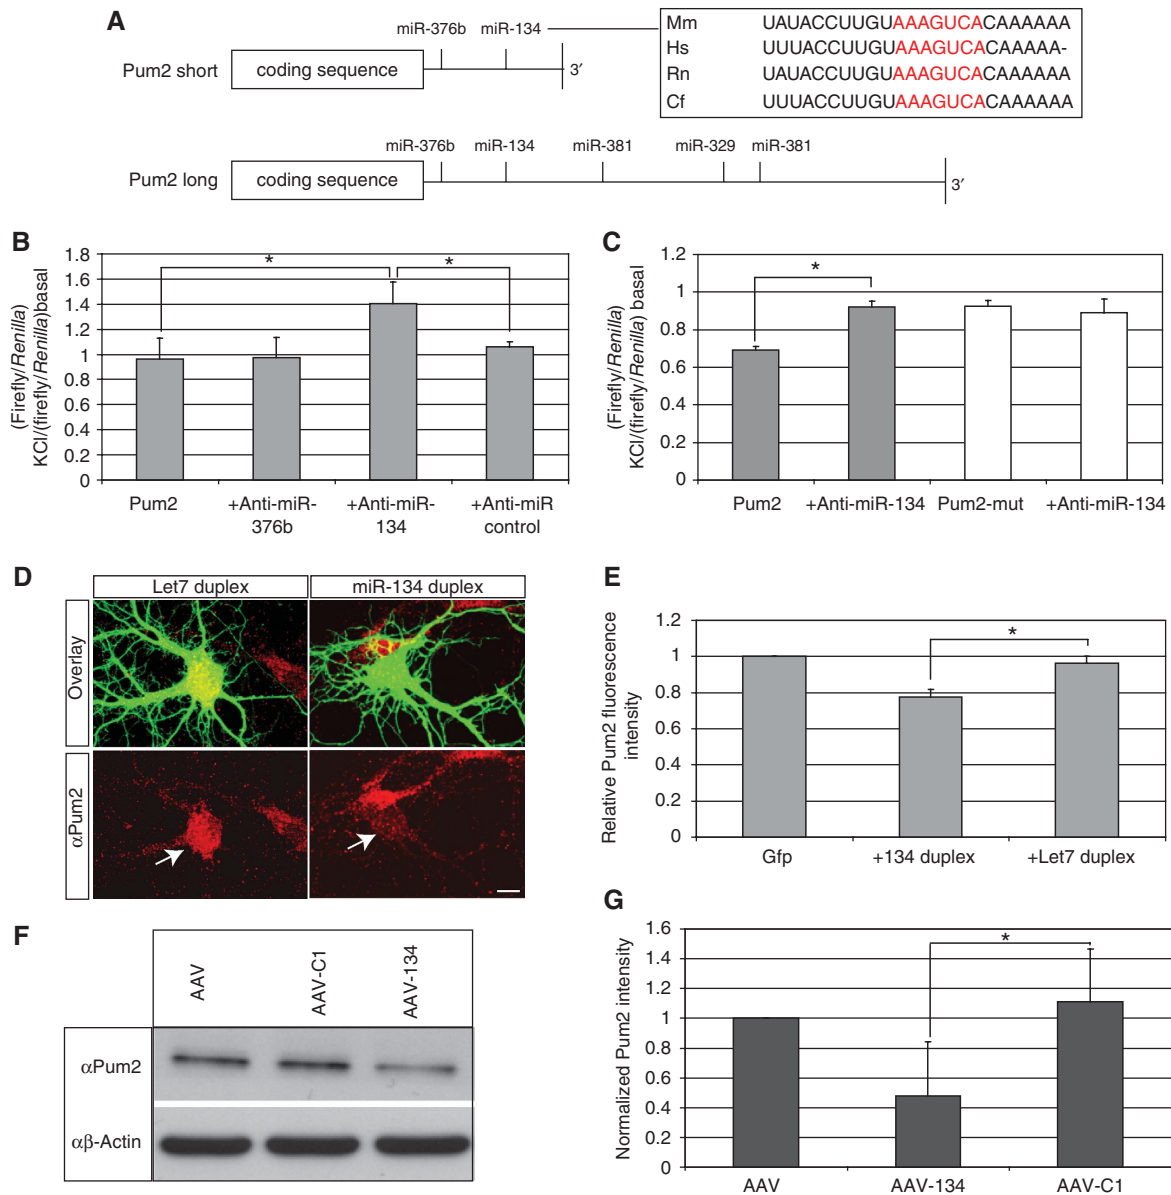 A
miR-376b miR-134
Pum2 short coding sequence 3′
Mm UAUACCUUGUAAAGUCACAAAAAA
Hs UUUACCUUGUAAAGUCACAAAAA-
Rn UAUACCUUGUAAAGUCACAAAAAA
Cf UUUACCUUGUAAAGUCACAAAAAA
miR-376b miR-134 miR-381 miR-329 miR-381
Pum2 long coding sequence 3′
B
(Firefly/Renilla)
KCl/(firefly/Renilla)basal
1.8
1.6
1.4
1.2
1
0.8
0.6
0.4
0.2
0
* *
Pum2 +Anti-miR-376b +Anti-miR-134 +Anti-miR control
C
(Firefly/Renilla)
KCl/(firefly/Renilla) basal
1.2
1
0.8
0.6
0.4
0.2
0
*
Pum2 +Anti-miR-134 Pum2-mut +Anti-miR-134
D
Let7 duplex miR-134 duplex
Overlay
αPum2
E
Relative Pum2 fluorescence
intensity
1.2
1
0.8
0.6
0.4
0.2
0
*
Gfp +134 duplex +Let7 duplex
F
AAV AAV-C1 AAV-134
αPum2
αβ-Actin
G
Normalized Pum2 intensity
1.6
1.4
1.2
1
0.8
0.6
0.4
0.2
0
*
AAV AAV-134 AAV-C1